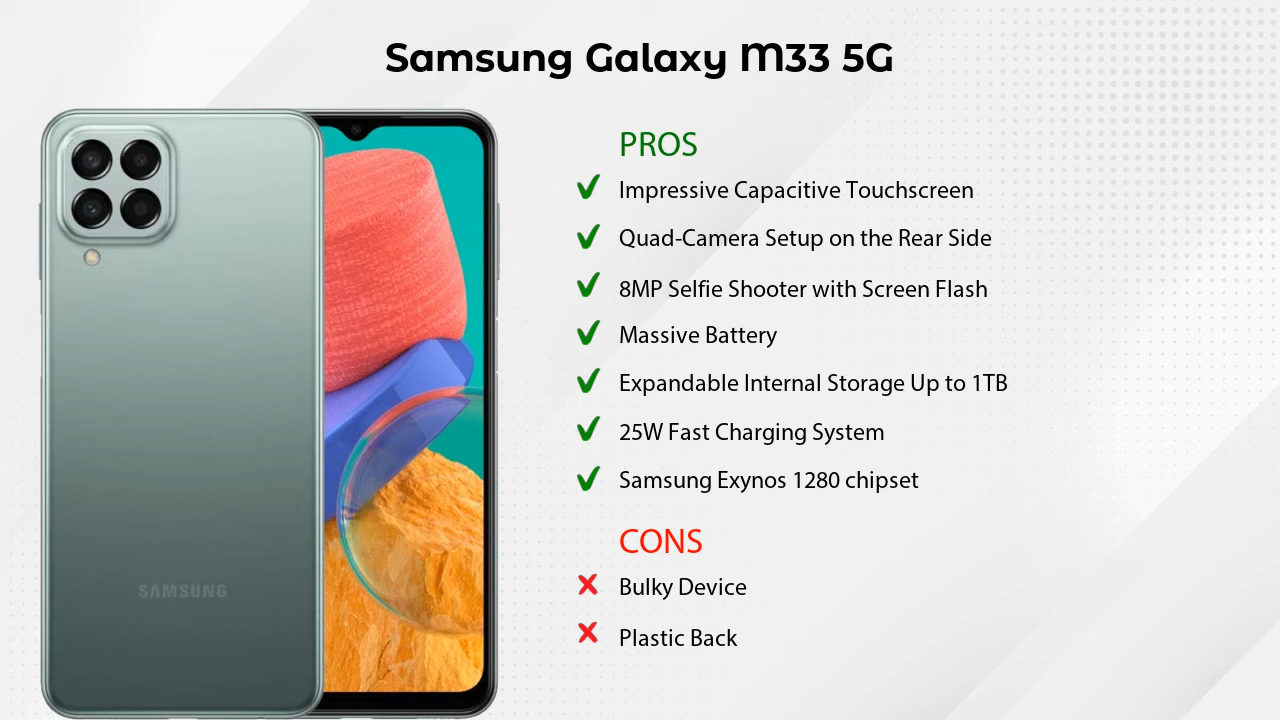 Samsung Galaxy M33 5G
PROS
Impressive Capacitive Touchscreen
Quad-Camera Setup on the Rear Side
8MP Selfie Shooter with Screen Flash
Massive Battery
Expandable Internal Storage Up to 1TB
25W Fast Charging System
Samsung Exynos 1280 chipset
CONS
Bulky Device
Plastic Back
SAMSUNG